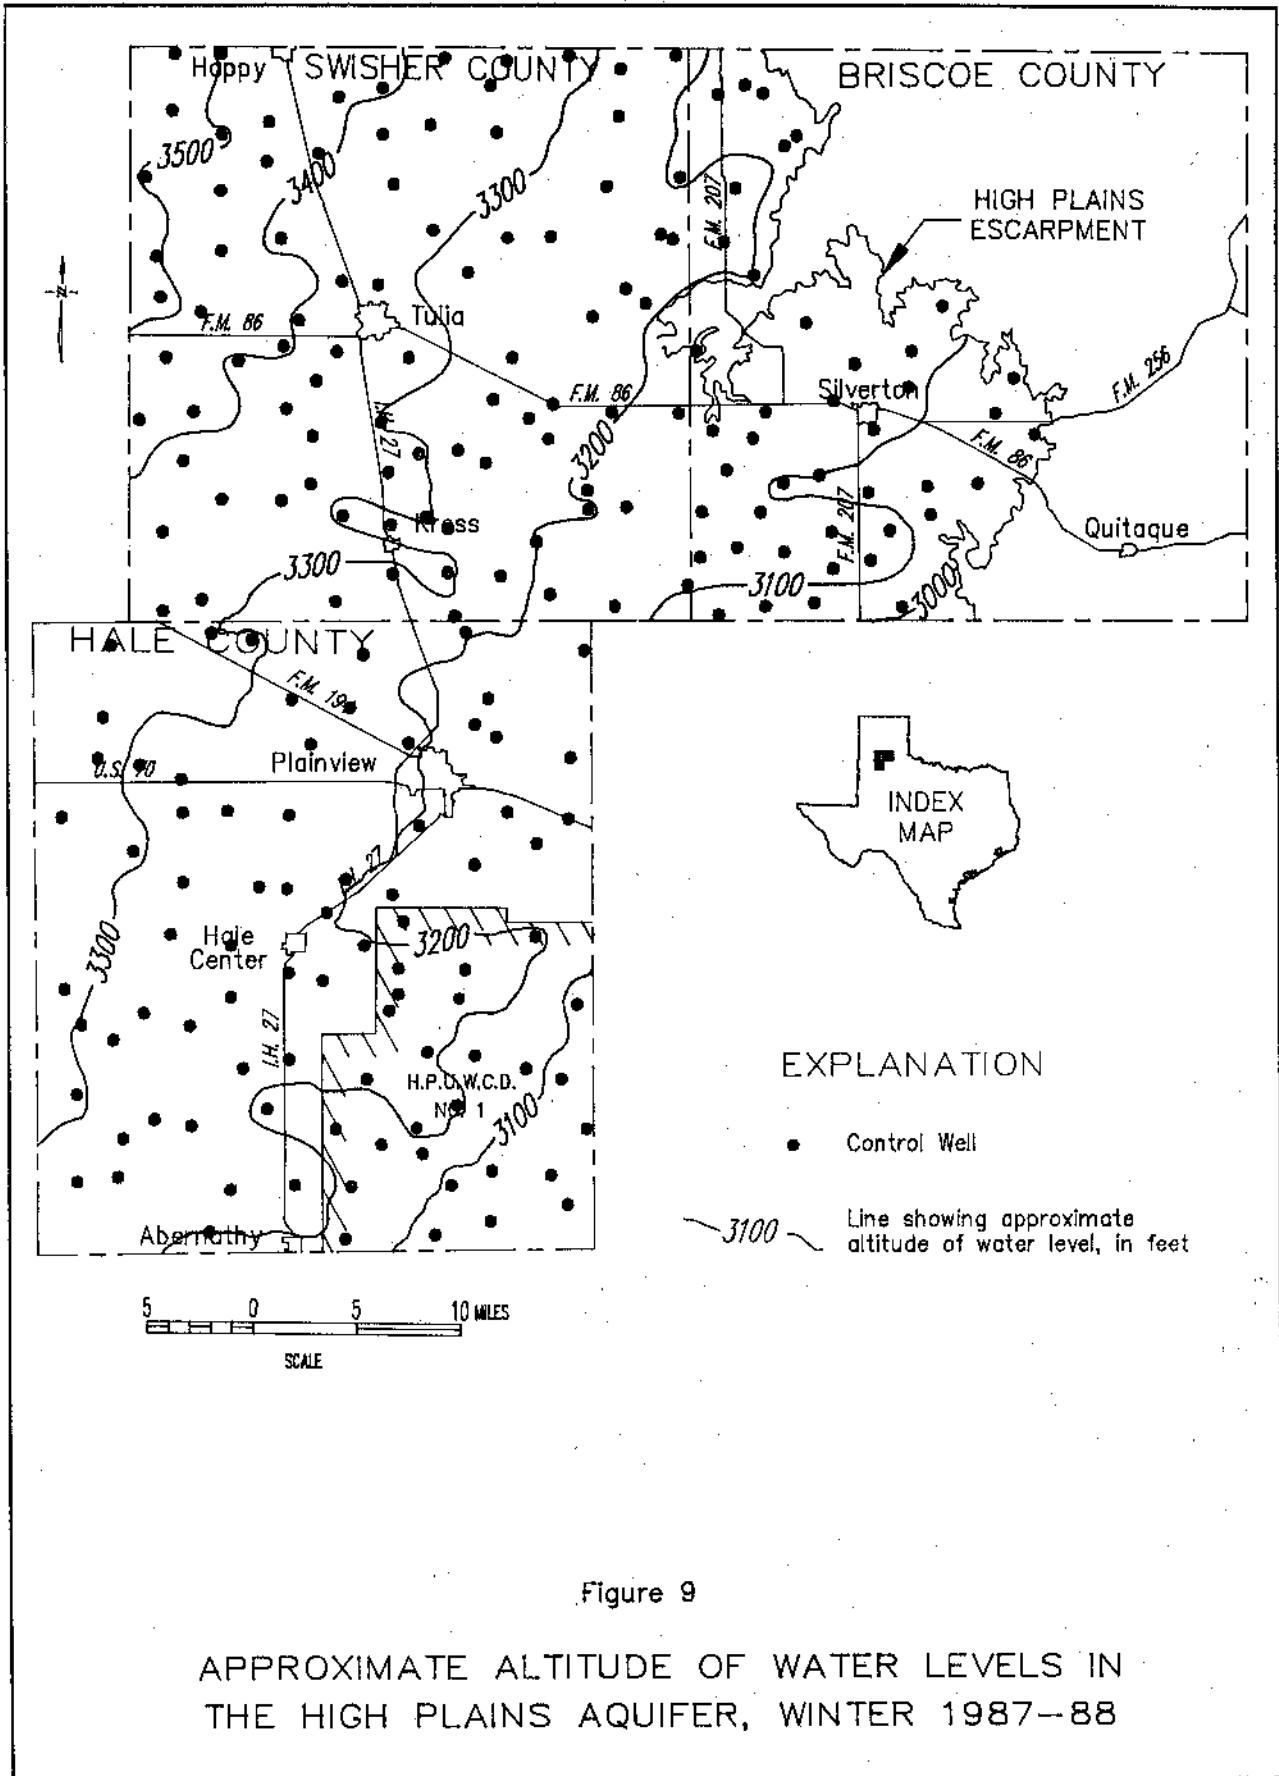 Happy
SWISHER COUNTY
BRISCOE COUNTY
3500
3400
3300
F.M. 207
HIGH PLAINS
ESCARPMENT
N
F.M. 86
Tulia
F.M. 86
Silverton
F.M. 256
I.H. 27
3200
F.M. 86
Kress
F.M. 207
Quitaque
3300
3100
3000
HALE COUNTY
F.M. 194
U.S. 70
Plainview
INDEX
MAP
I.H. 27
3300
Hale
Center
3200
I.H. 27
H.P.U.W.C.D.
No. 1
3100
Abernathy
EXPLANATION
Control Well
3100
Line showing approximate
altitude of water level, in feet
5 0 5 10 MILES
SCALE
Figure 9
APPROXIMATE ALTITUDE OF WATER LEVELS IN
THE HIGH PLAINS AQUIFER, WINTER 1987-88